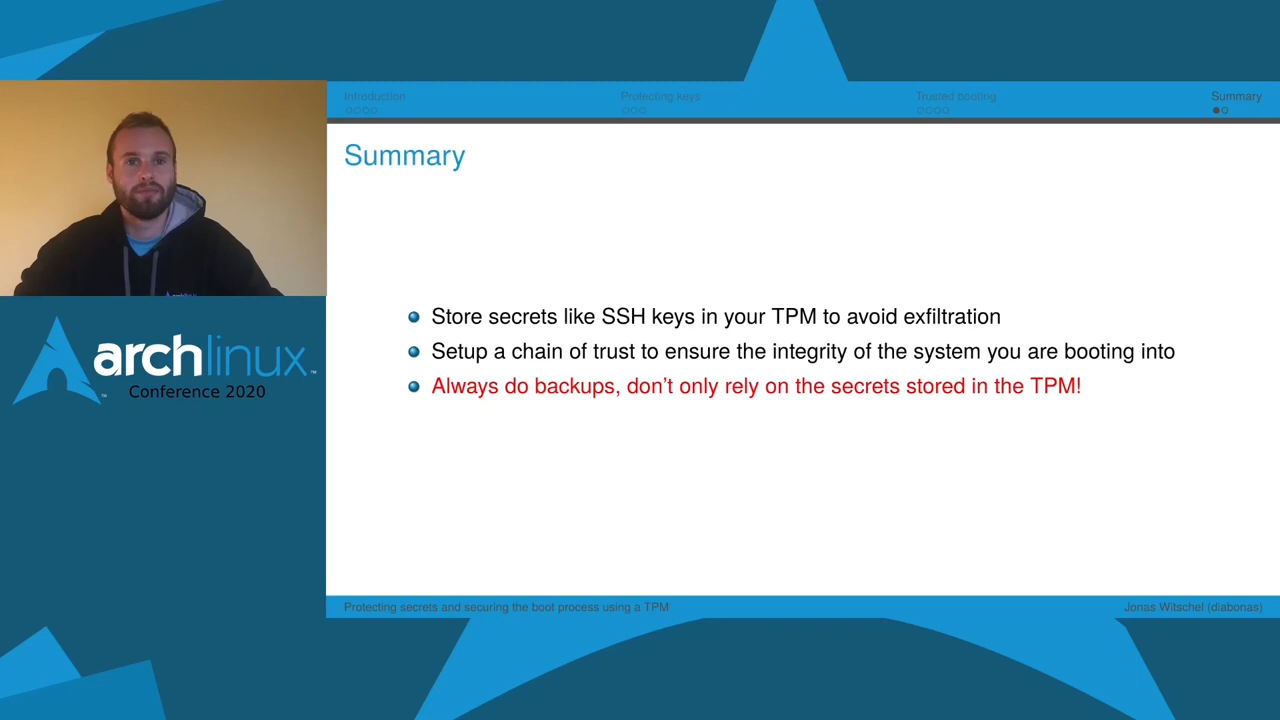 Introduction
Protecting keys
Trusted booting
Summary
Summary
Store secrets like SSH keys in your TPM to avoid exfiltration
Setup a chain of trust to ensure the integrity of the system you are booting into
Always do backups, don't only rely on the secrets stored in the TPM!
archlinux™
Conference 2020
Protecting secrets and securing the boot process using a TPM
Jonas Witschel (diabonas)